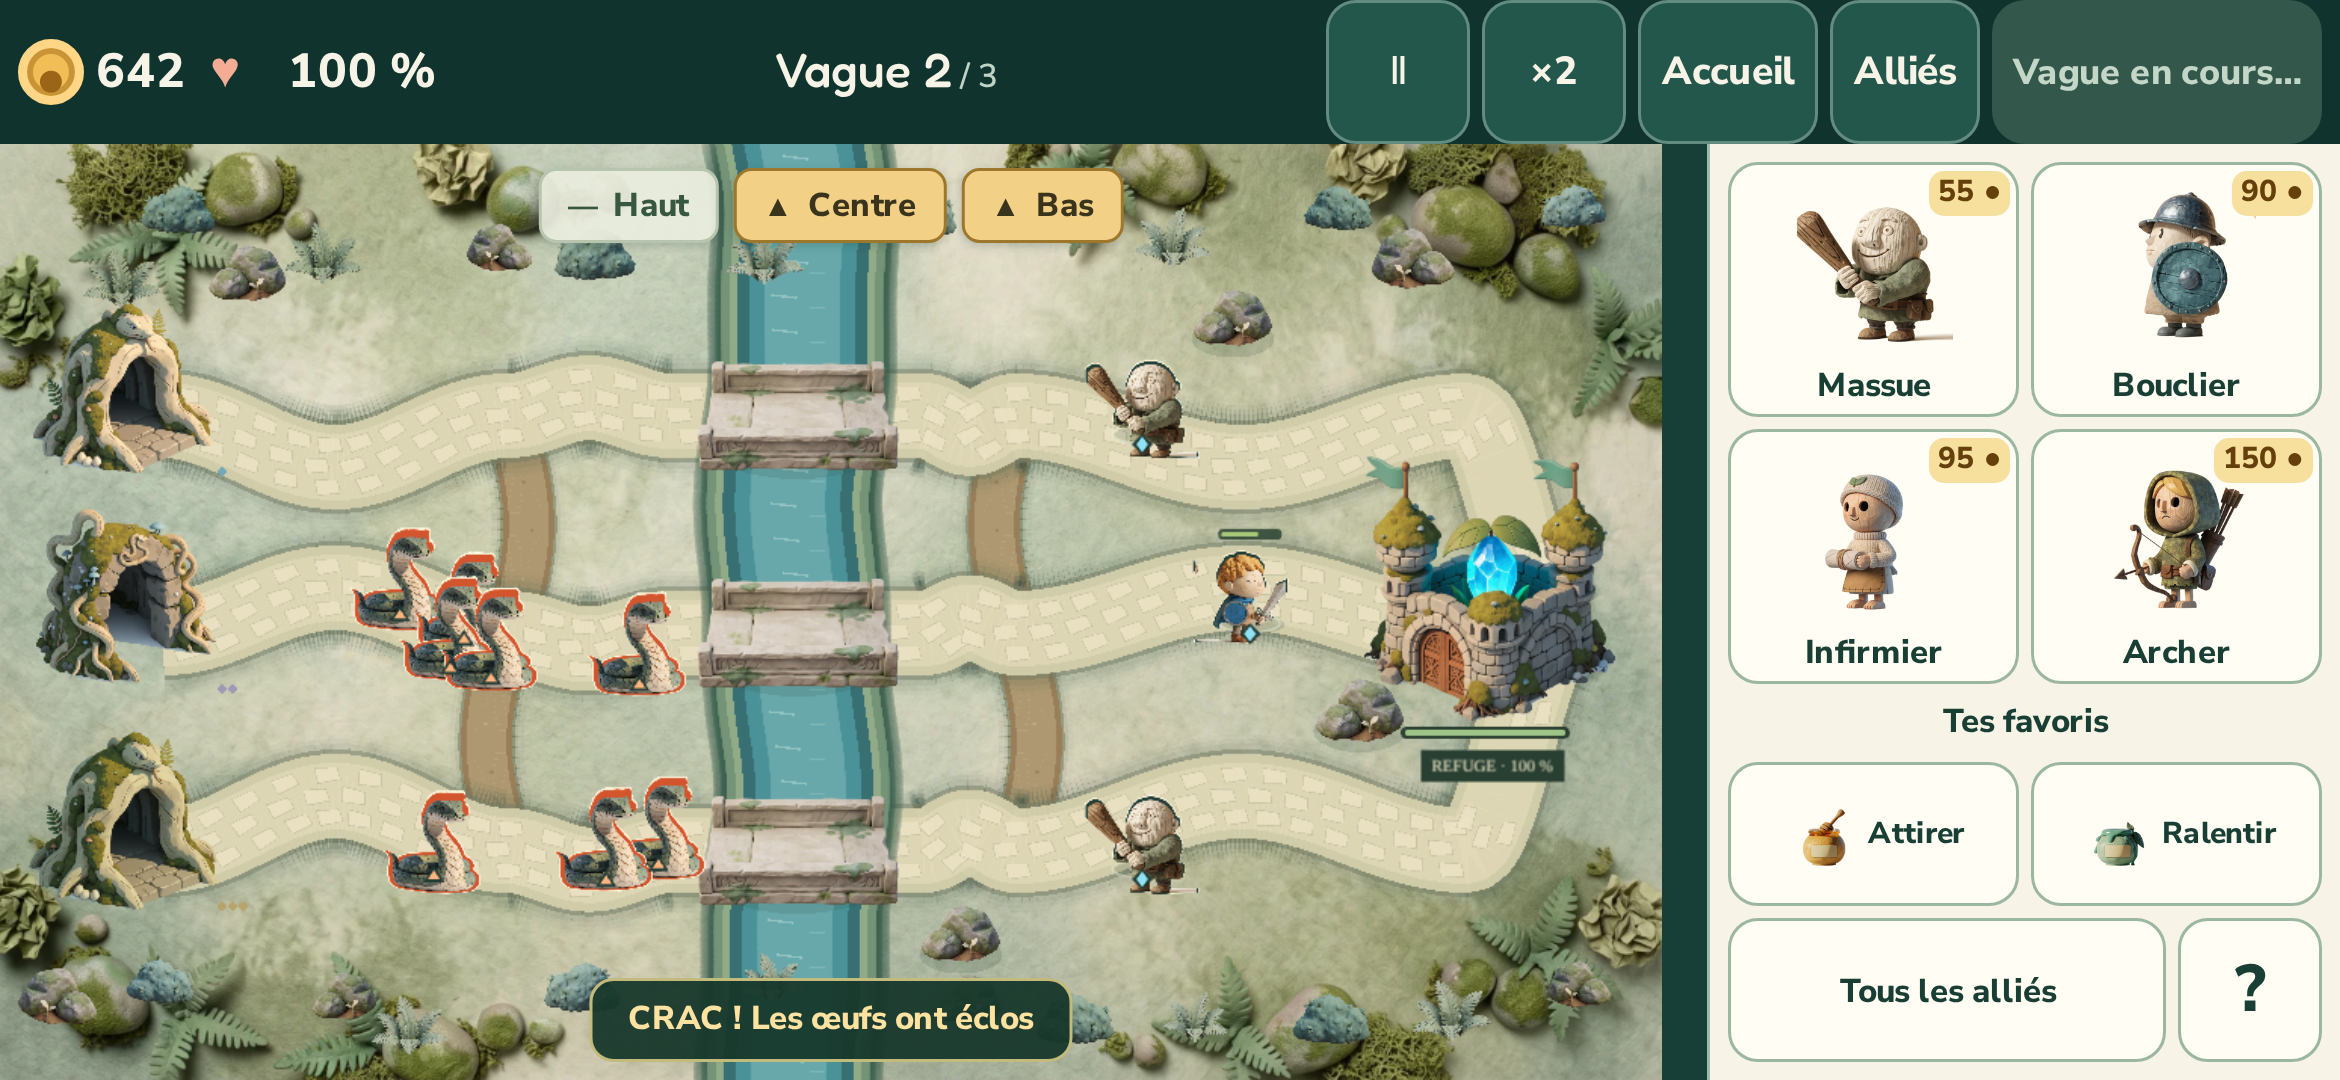 642 ♥ 100 %
Vague 2 / 3
II
×2
Accueil
Alliés
Vague en cours...
— Haut
▲ Centre
▲ Bas
55 ●
Massue
90 ●
Bouclier
95 ●
Infirmier
150 ●
Archer
REFUGE · 100 %
Tes favoris
Attirer
Ralentir
Tous les alliés
?
CRAC ! Les œufs ont éclos